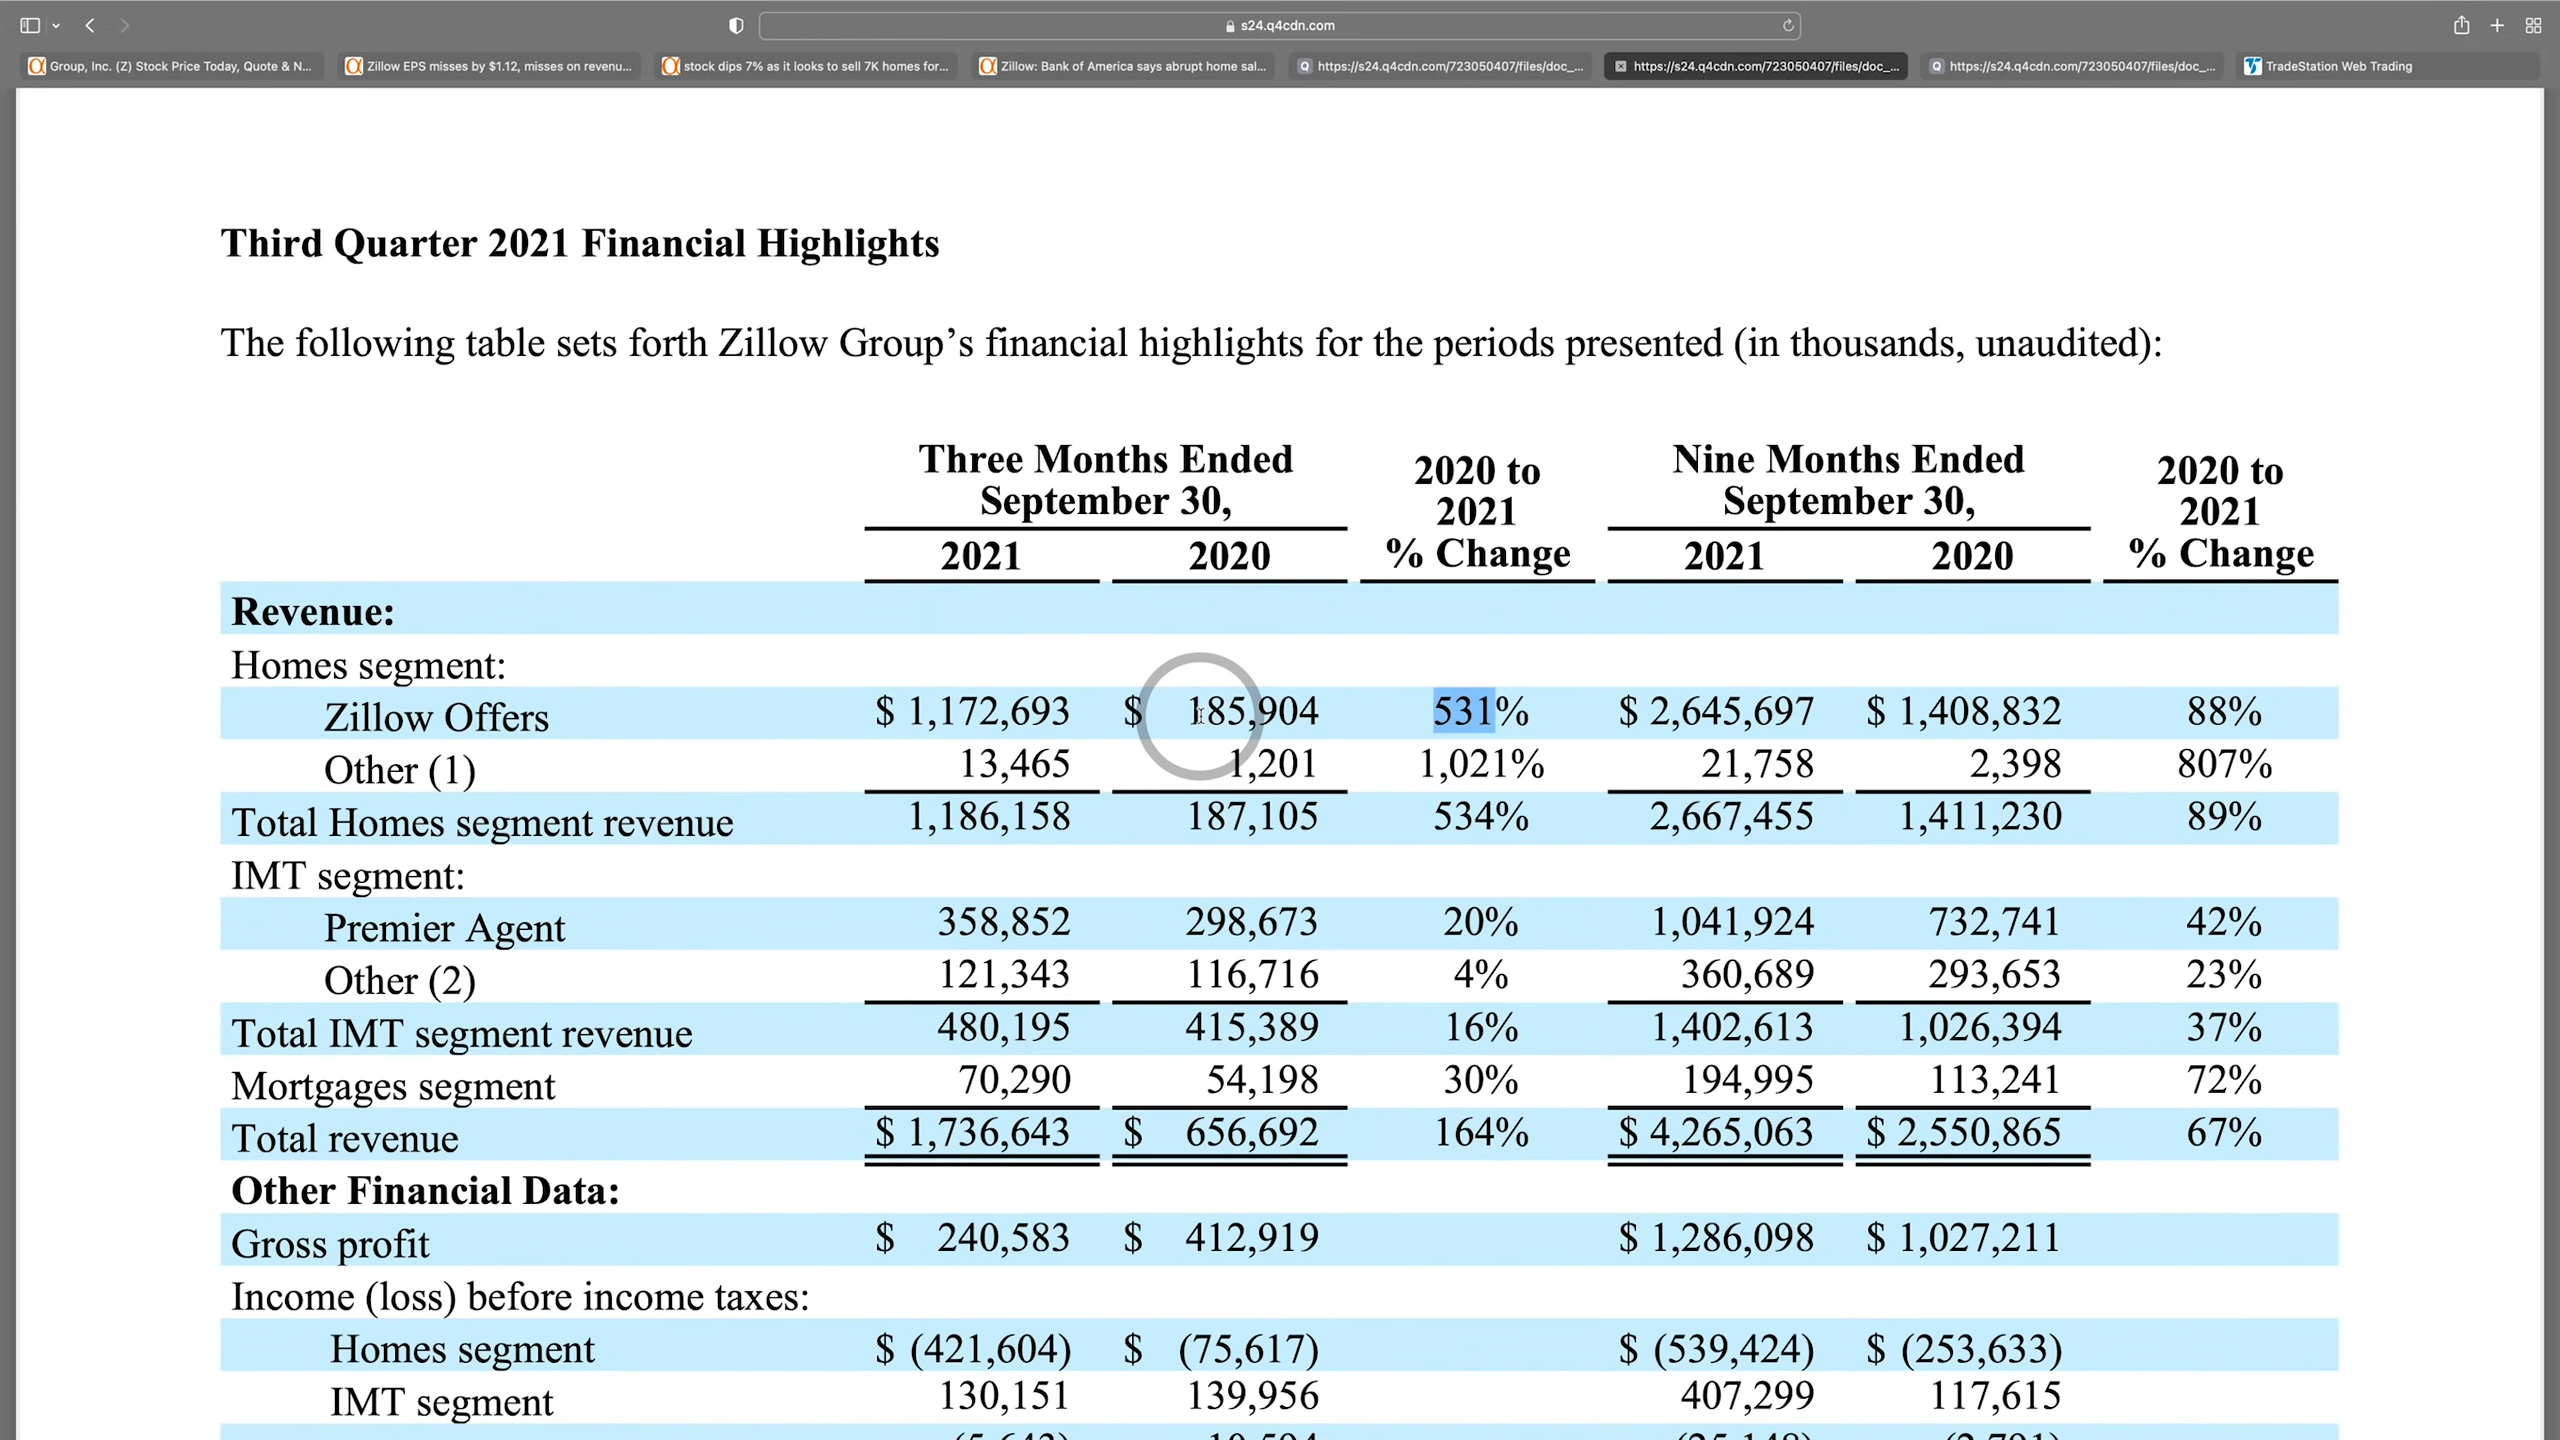 s24.q4cdn.com
Group, Inc. (Z) Stock Price Today, Quote & N...
Zillow EPS misses by $1.12, misses on revenu...
stock dips 7% as it looks to sell 7K homes for...
Zillow: Bank of America says abrupt home sal...
https://s24.q4cdn.com/723050407/files/doc_...
https://s24.q4cdn.com/723050407/files/doc_...
https://s24.q4cdn.com/723050407/files/doc_...
TradeStation Web Trading
Third Quarter 2021 Financial Highlights
The following table sets forth Zillow Group’s financial highlights for the periods presented (in thousands, unaudited):
Three Months Ended September 30, 2020 to 2021 % Change Nine Months Ended September 30, 2020 to 2021 % Change
2021 2020 2021 2020
Revenue:
Homes segment:
Zillow Offers $ 1,172,693 $ 185,904 531% $ 2,645,697 $ 1,408,832 88%
Other (1) 13,465 1,201 1,021% 21,758 2,398 807%
Total Homes segment revenue 1,186,158 187,105 534% 2,667,455 1,411,230 89%
IMT segment:
Premier Agent 358,852 298,673 20% 1,041,924 732,741 42%
Other (2) 121,343 116,716 4% 360,689 293,653 23%
Total IMT segment revenue 480,195 415,389 16% 1,402,613 1,026,394 37%
Mortgages segment 70,290 54,198 30% 194,995 113,241 72%
Total revenue $ 1,736,643 $ 656,692 164% $ 4,265,063 $ 2,550,865 67%
Other Financial Data:
Gross profit $ 240,583 $ 412,919 $ 1,286,098 $ 1,027,211
Income (loss) before income taxes:
Homes segment $ (421,604) $ (75,617) $ (539,424) $ (253,633)
IMT segment 130,151 139,956 407,299 117,615